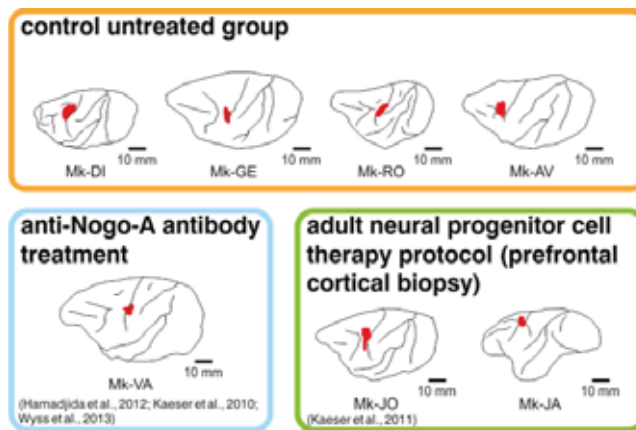 control untreated group
10 mm 10 mm 10 mm 10 mm
Mk-DI Mk-GE Mk-RO Mk-AV
anti-Nogo-A antibody
treatment
10 mm
Mk-VA
(Hamadjida et al., 2012; Kaeser et al., 2010;
Wyss et al., 2013)
adult neural progenitor cell
therapy protocol (prefrontal
cortical biopsy)
10 mm 10 mm
Mk-JO Mk-JA
(Kaeser et al., 2011)